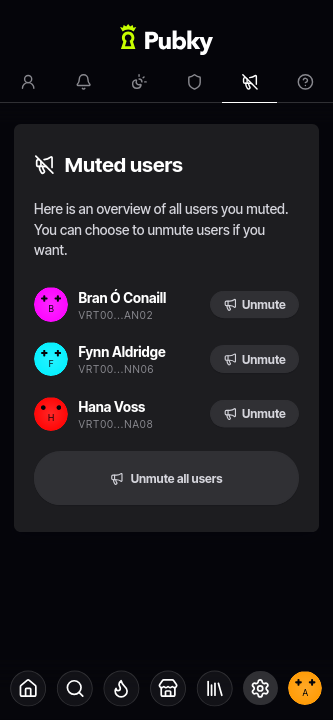 Pubky
Muted users
Here is an overview of all users you muted.
You can choose to unmute users if you
want.
B
Bran Ó Conaill
VRT00...AN02
Unmute
F
Fynn Aldridge
VRT00...NN06
Unmute
H
Hana Voss
VRT00...NA08
Unmute
Unmute all users
A